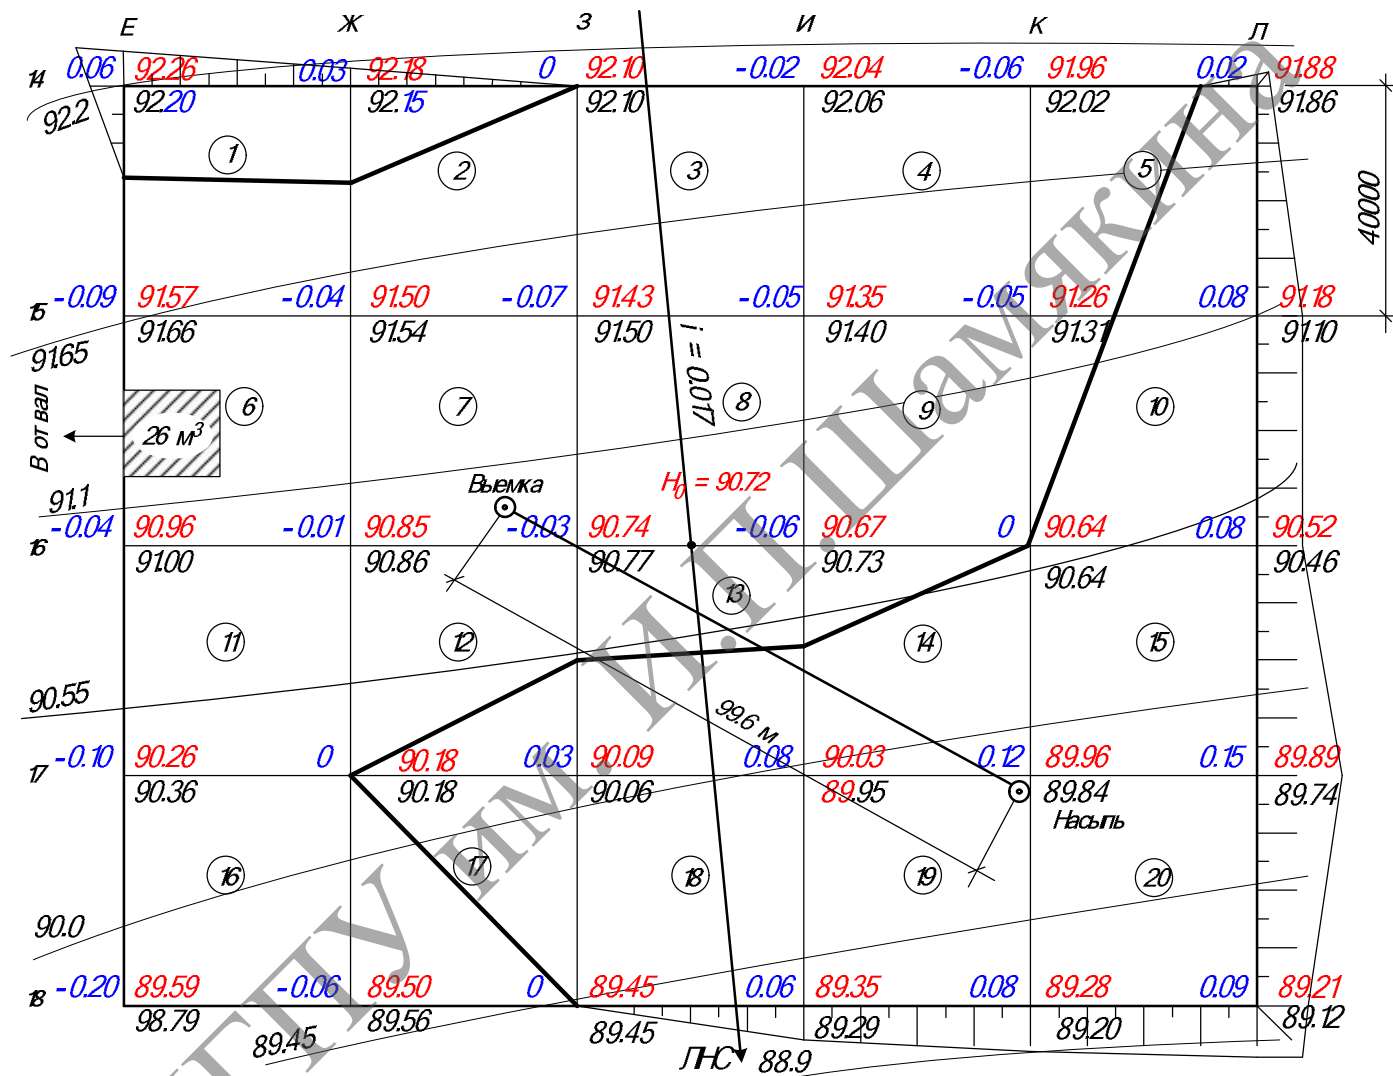 Е Ж З И К Л
14 0.06 92.26 0.03 92.18 0 92.10 -0.02 92.04 -0.06 91.96 0.02 91.88
92.2 92.20 92.15 92.10 92.06 92.02 91.86
1 2 3 4 5
40000
15 -0.09 91.57 -0.04 91.50 -0.07 91.43 -0.05 91.35 -0.05 91.26 0.08 91.18
91.65 91.66 91.54 91.50 91.40 91.31 91.10
i = 0.017
6 7 8 9 10
В отвал
26 м³
Выемка
H₀ = 90.72
91.1
16 -0.04 90.96 -0.01 90.85 -0.03 90.74 -0.06 90.67 0 90.64 0.08 90.52
91.00 90.86 90.77 90.73 90.64 90.46
11 12 13 14 15
90.55
99.6 м
17 -0.10 90.26 0 90.18 0.03 90.09 0.08 90.03 0.12 89.96 0.15 89.89
90.36 90.18 90.06 89.95 89.84 89.74
Насыпь
16 17 18 19 20
90.0
18 -0.20 89.59 -0.06 89.50 0 89.45 0.06 89.35 0.08 89.28 0.09 89.21
98.79 89.56 89.45 89.29 89.20 89.12
89.45
ЛНС 88.9
ГПУ им. И.П.Шамякина